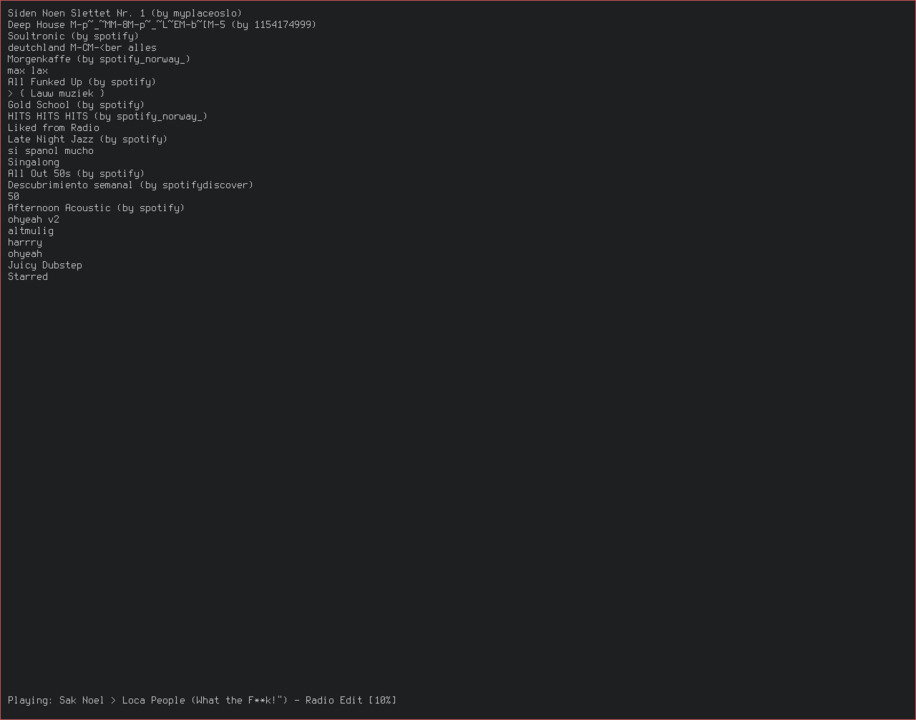 Siden Noen Slettet Nr. 1 (by myplaceoslo)
Deep House M-p~_~MM-8M-p~_~L~EM-b~[M-5 (by 1154174999)
Soultronic (by spotify)
deutchland M-CM-<ber alles
Morgenkaffe (by spotify_norway_)
max lax
All Funked Up (by spotify)
> ( Lauw muziek )
Gold School (by spotify)
HITS HITS HITS (by spotify_norway_)
Liked from Radio
Late Night Jazz (by spotify)
si spanol mucho
Singalong
All Out 50s (by spotify)
Descubrimiento semanal (by spotifydiscover)
50
Afternoon Acoustic (by spotify)
ohyeah v2
altmulig
harrry
ohyeah
Juicy Dubstep
Starred
Playing: Sak Noel > Loca People (What the F**k!") - Radio Edit [10%]